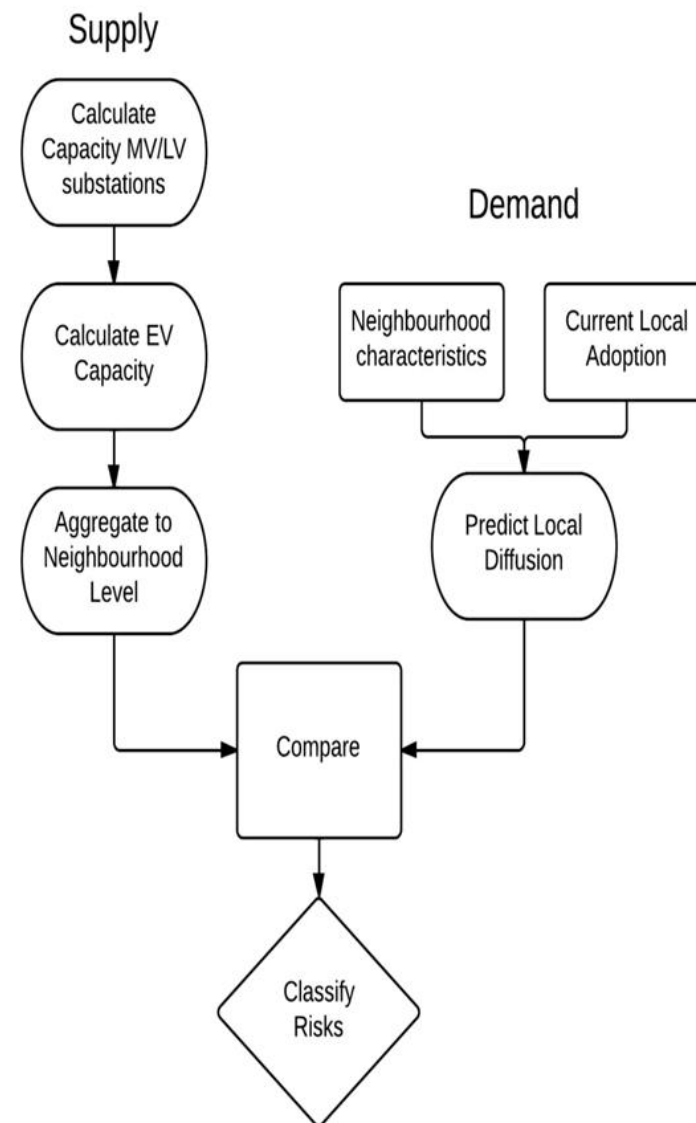 Supply
Calculate
Capacity MV/LV
substations
Calculate EV
Capacity
Aggregate to
Neighbourhood
Level
Demand
Neighbourhood
characteristics
Current Local
Adoption
Predict Local
Diffusion
Compare
Classify
Risks